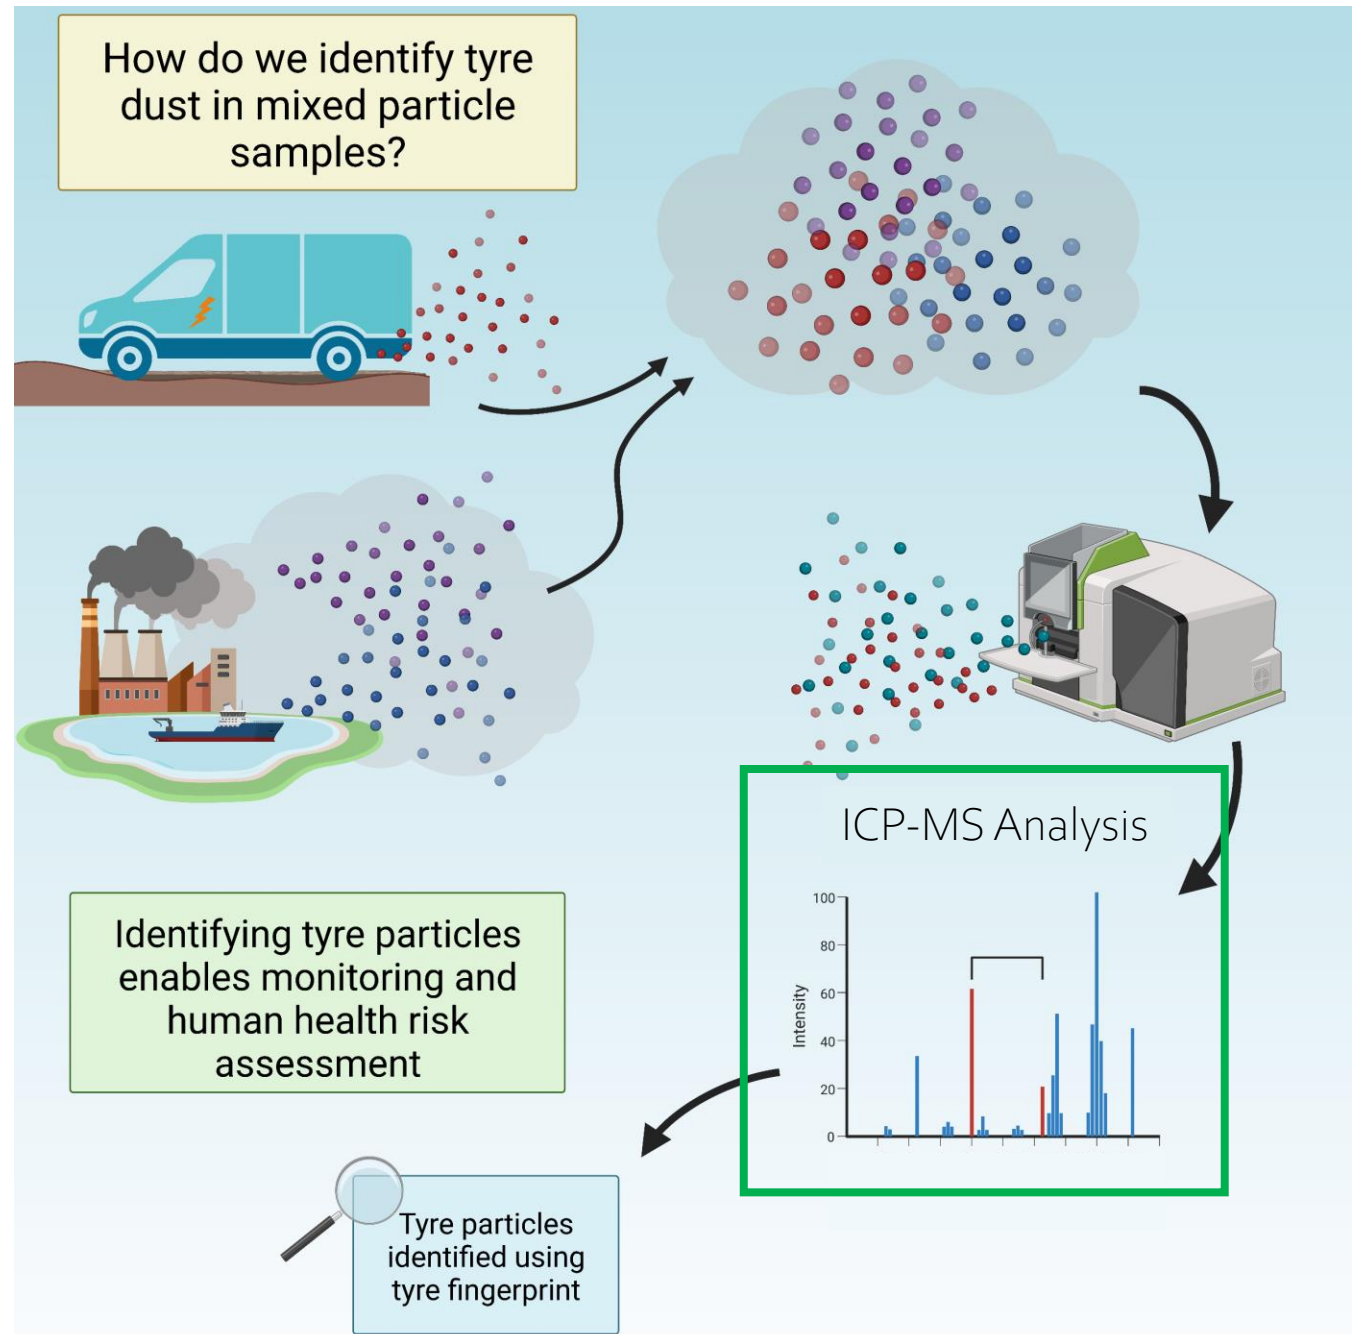 How do we identify tyre
dust in mixed particle
samples?
ICP-MS Analysis
100
80
60
40
20
0
Intensity
Identifying tyre particles
enables monitoring and
human health risk
assessment
Tyre particles
identified using
tyre fingerprint